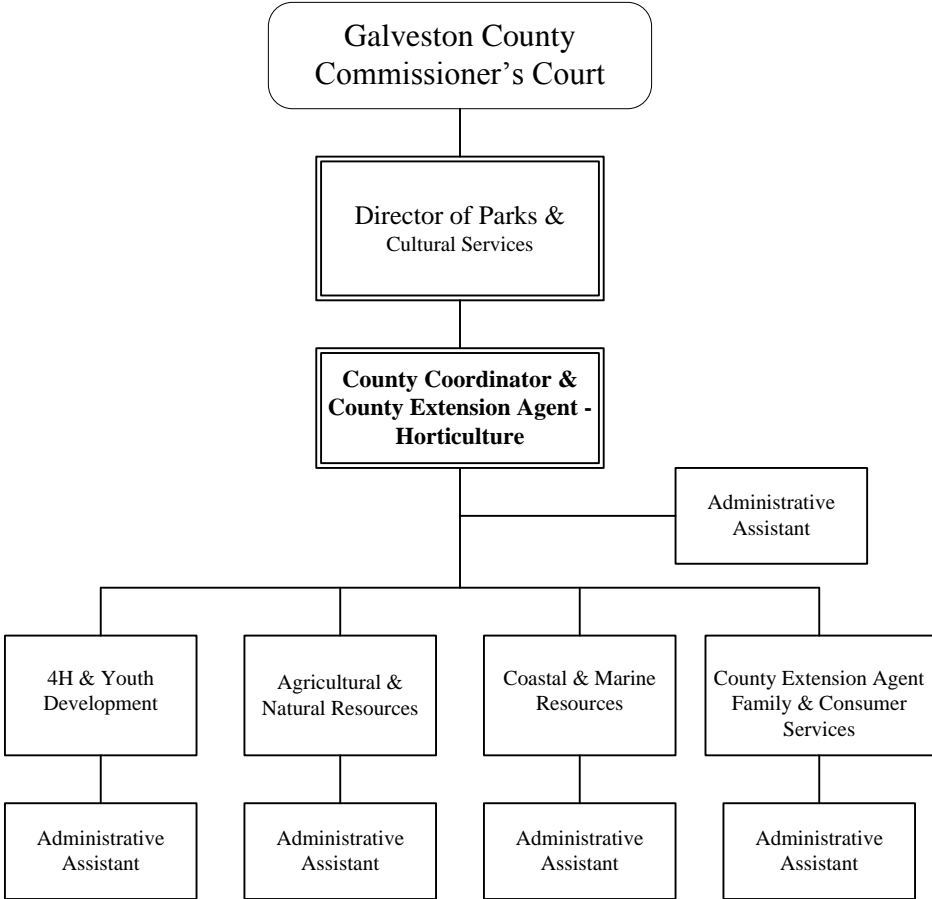 Galveston County
Commissioner's Court
Director of Parks &
Cultural Services
County Coordinator &
County Extension Agent -
Horticulture
Administrative
Assistant
4H & Youth
Development
Agricultural &
Natural Resources
Coastal & Marine
Resources
County Extension Agent
Family & Consumer
Services
Administrative
Assistant
Administrative
Assistant
Administrative
Assistant
Administrative
Assistant